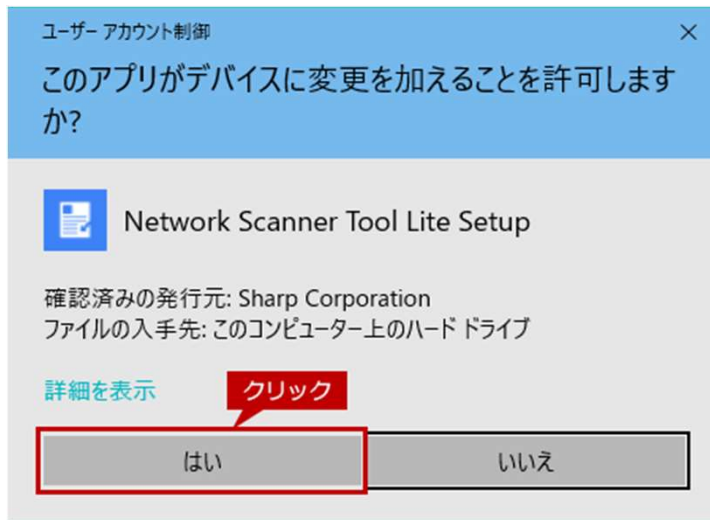 ユーザー アカウント制御
このアプリがデバイスに変更を加えることを許可します
か?
Network Scanner Tool Lite Setup
確認済みの発行元: Sharp Corporation
ファイルの入手先: このコンピューター上のハード ドライブ
詳細を表示
クリック
はい
いいえ